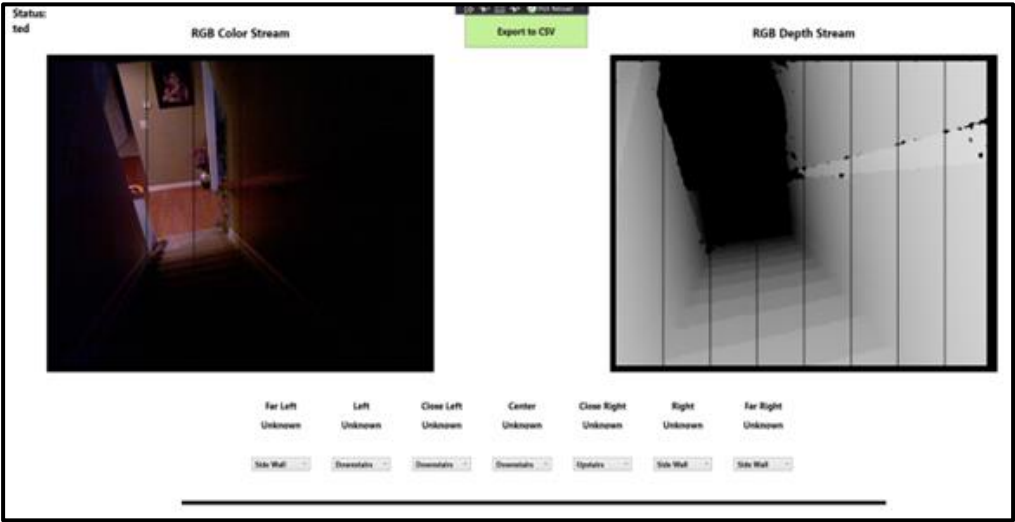 Status:
ted
Hot Reload
RGB Color Stream
Export to CSV
RGB Depth Stream
Far Left Left Close Left Center Close Right Right Far Right
Unknown Unknown Unknown Unknown Unknown Unknown Unknown
Side Wall Downstairs Downstairs Downstairs Upstairs Side Wall Side Wall